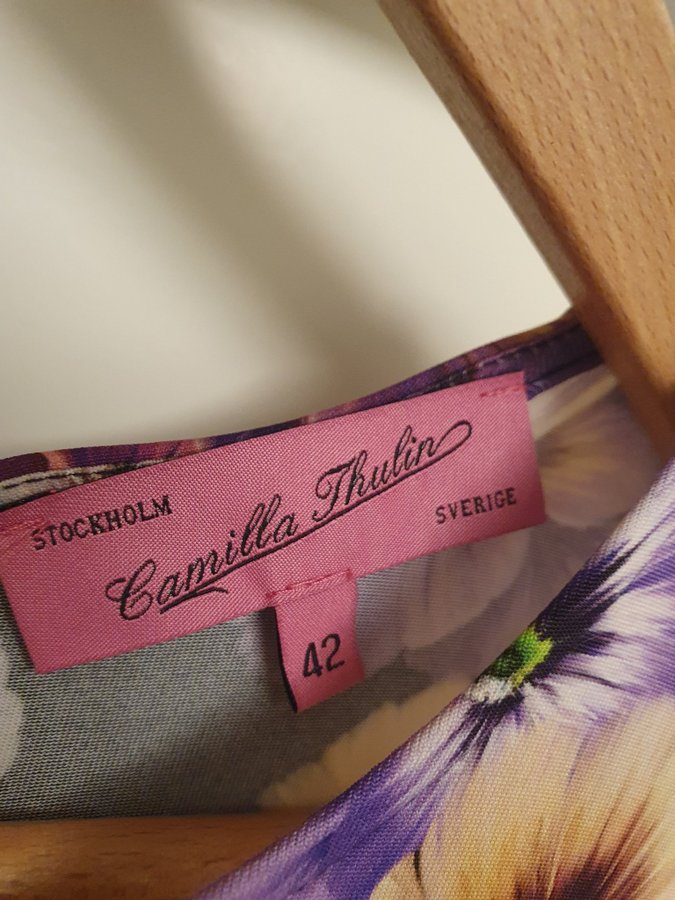 STOCKHOLM
Camilla Thulin
SVERIGE
42